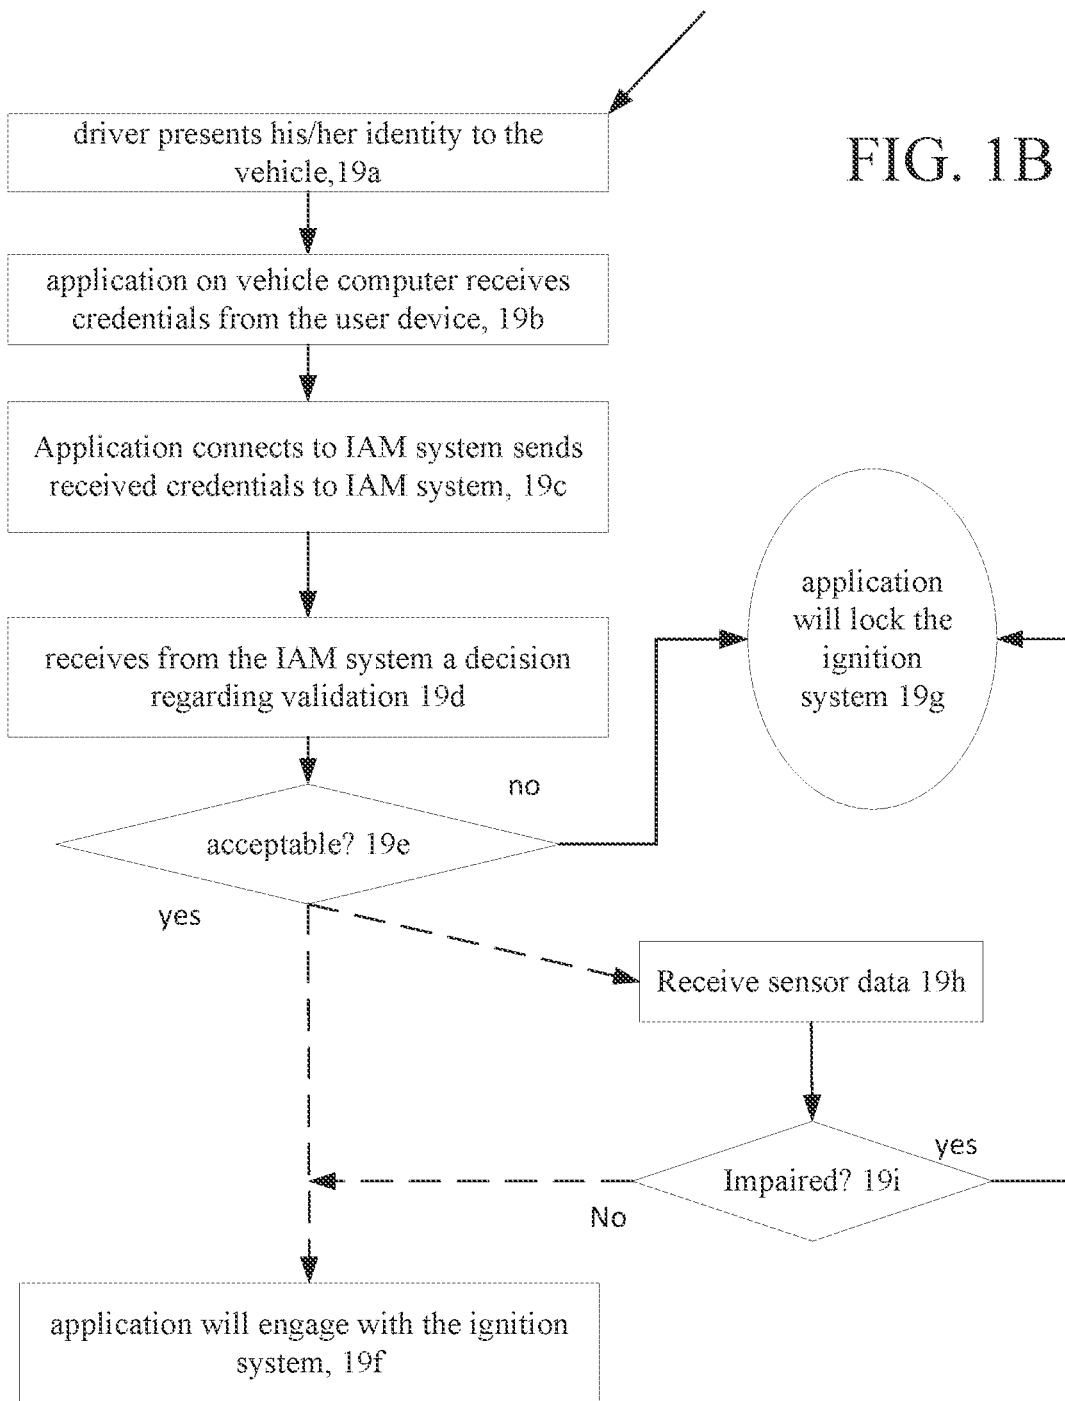 FIG. 1B
driver presents his/her identity to the
vehicle,19a
application on vehicle computer receives
credentials from the user device, 19b
Application connects to IAM system sends
received credentials to IAM system, 19c
receives from the IAM system a decision
regarding validation 19d
application
will lock the
ignition
system 19g
no
acceptable? 19e
yes
Receive sensor data 19h
yes
Impaired? 19i
No
application will engage with the ignition
system, 19f